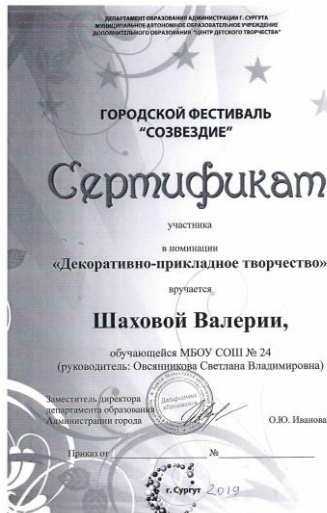 ДЕПАРТАМЕНТ ОБРАЗОВАНИЯ АДМИНИСТРАЦИИ Г. СУРГУТА
МУНИЦИПАЛЬНОЕ АВТОНОМНОЕ ОБРАЗОВАТЕЛЬНОЕ УЧРЕЖДЕНИЕ
ДОПОЛНИТЕЛЬНОГО ОБРАЗОВАНИЯ "ЦЕНТР ДЕТСКОГО ТВОРЧЕСТВА"
ГОРОДСКОЙ ФЕСТИВАЛЬ
"СОЗВЕЗДИЕ"
Сертификат
участника
в номинации
«Декоративно-прикладное творчество»
вручается
Шаховой Валерии,
обучающейся МБОУ СОШ № 24
(руководитель: Овсянникова Светлана Владимировна)
Заместитель директора
департамента образования
Администрации города
Департамент образования
О.Ю. Иванова
Приказ от № 
г. Сургут 2019